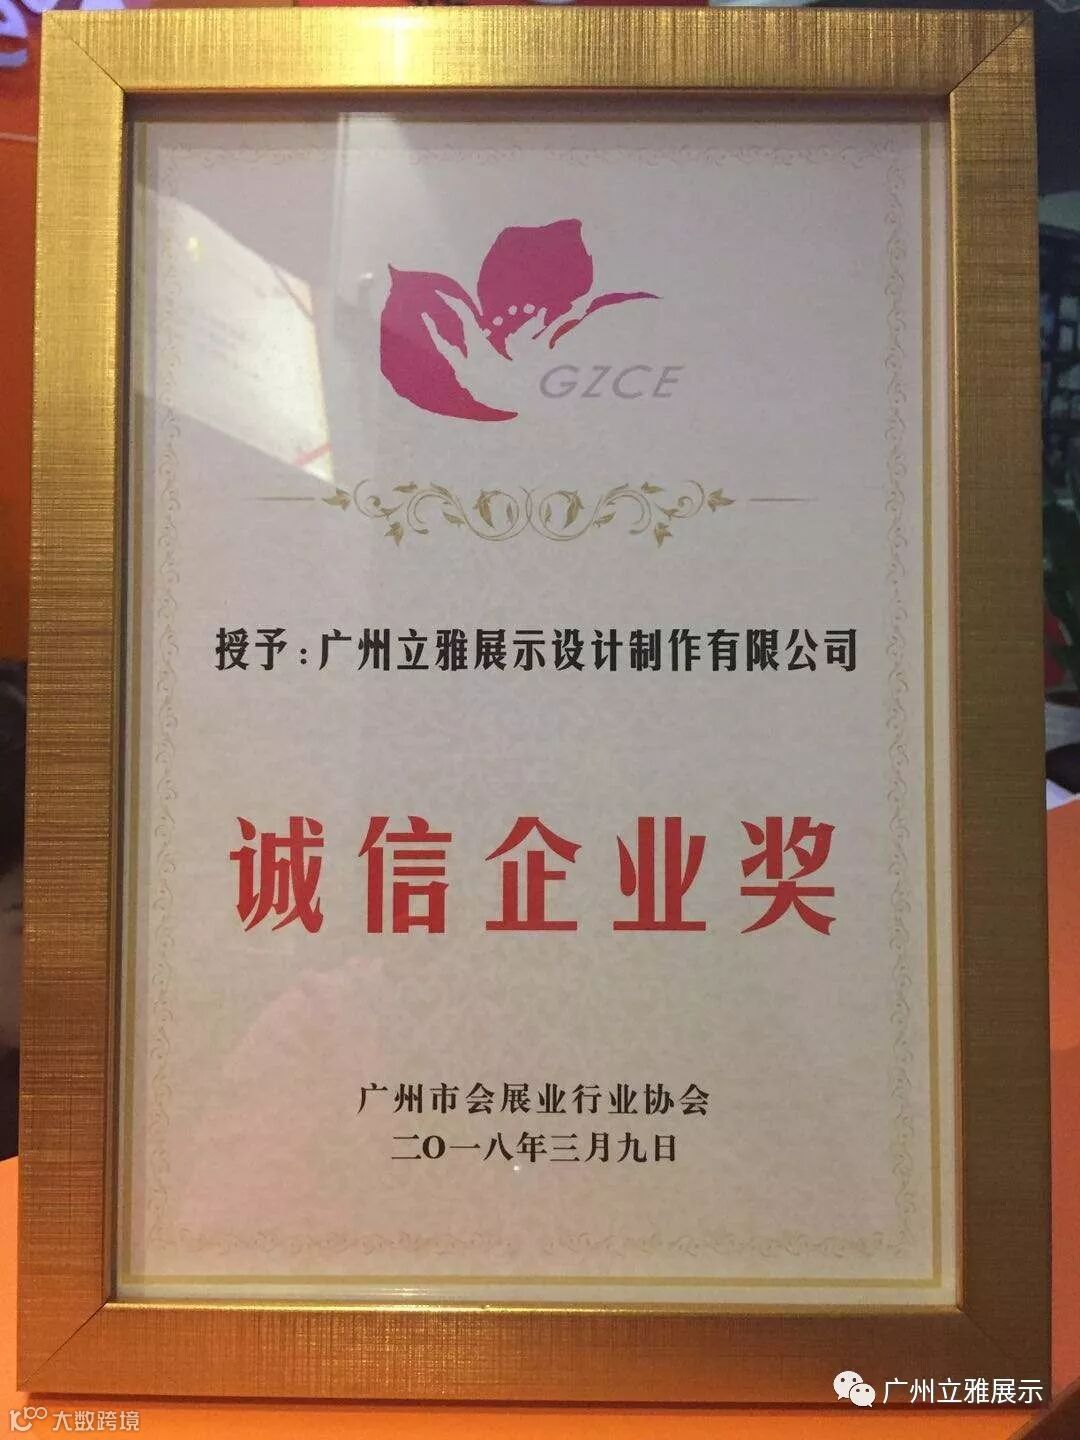 GZCE
授予:广州立雅展示设计制作有限公司
诚信企业奖
广州市会展业行业协会
二〇一八年三月九日
广州立雅展示
大数跨境